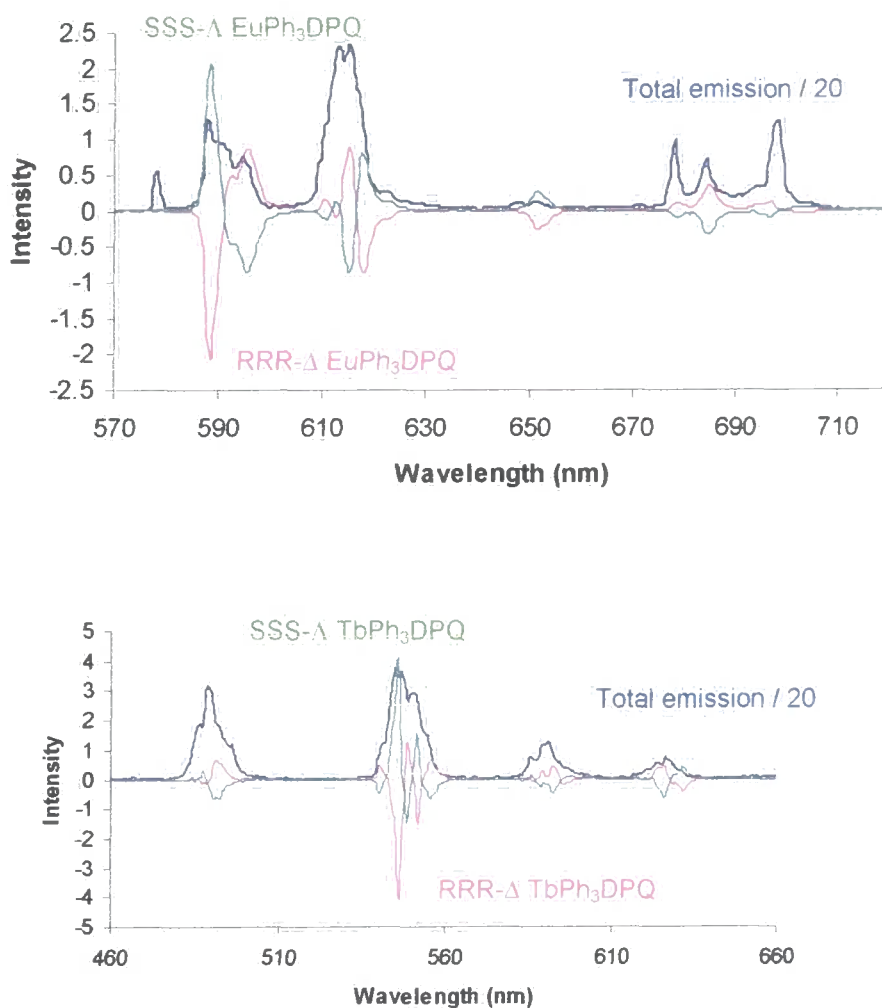 SSS-Λ EuPh₃DPQ
Total emission / 20
2.5
2
1.5
1
0.5
0
-0.5
-1
-1.5
-2
-2.5
Intensity
RRR-Δ EuPh₃DPQ
570 590 610 630 650 670 690 710
Wavelength (nm)
SSS-Λ TbPh₃DPQ
Total emission / 20
5
4
3
2
1
0
-1
-2
-3
-4
-5
Intensity
RRR-Δ TbPh₃DPQ
460 510 560 610 660
Wavelength (nm)